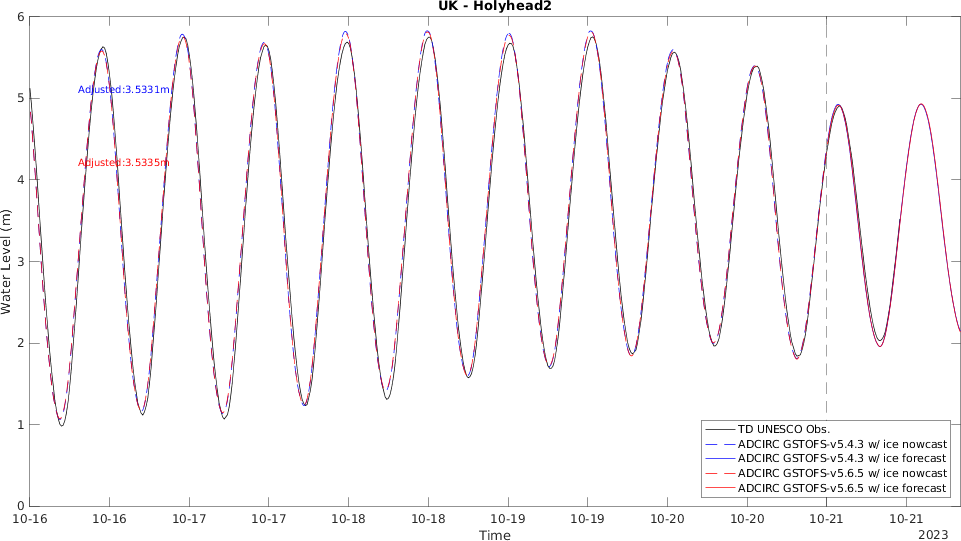 UK - Holyhead2
6
5
4
3
2
1
0
Water Level (m)
Adjusted:3.5331m
Adjusted:3.5335m
TD UNESCO Obs.
ADCIRC GSTOFS-v5.4.3 w/ ice nowcast
ADCIRC GSTOFS-v5.4.3 w/ ice forecast
ADCIRC GSTOFS-v5.6.5 w/ ice nowcast
ADCIRC GSTOFS-v5.6.5 w/ ice forecast
10-16 10-16 10-17 10-17 10-18 10-18 10-19 10-19 10-20 10-20 10-21 10-21
Time
2023